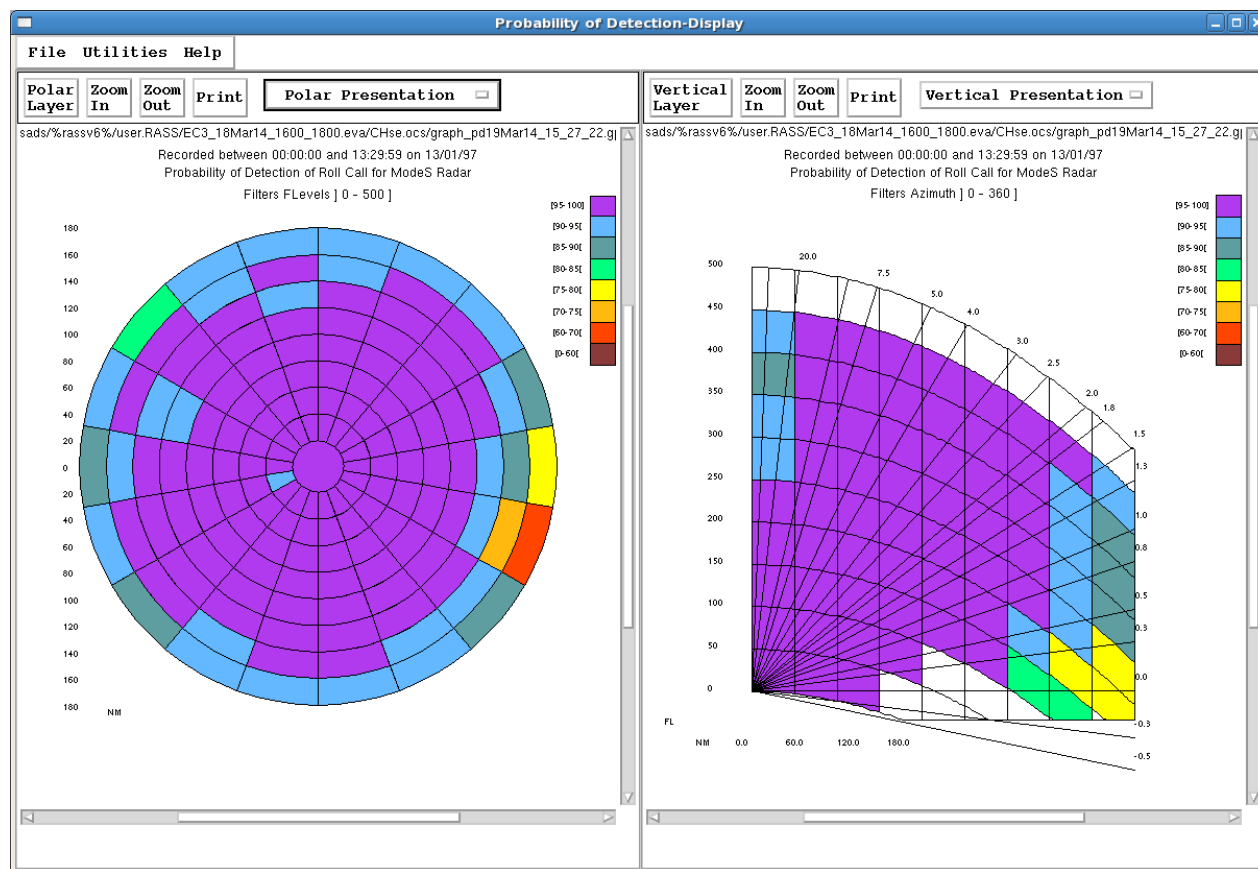 Probability of Detection-Display
File Utilities Help
Polar Layer
Zoom In
Zoom Out
Print
Polar Presentation
sads/%rassv6%/user.RASS/EC3_18Mar14_1600_1800.eva/CHse.ocs/graph_pd19Mar14_15_27_22.g
Recorded between 00:00:00 and 13:29:59 on 13/01/97
Probability of Detection of Roll Call for ModeS Radar
Filters FLevels ] 0 - 500 ]
[95-100]
[90-95[
[85-90[
[80-85[
[75-80[
[70-75[
[60-70[
[0-60[
180
160
140
120
100
80
60
40
20
0
20
40
60
80
100
120
140
160
180
NM
Vertical Layer
Zoom In
Zoom Out
Print
Vertical Presentation
sads/%rassv6%/user.RASS/EC3_18Mar14_1600_1800.eva/CHse.ocs/graph_pd19Mar14_15_27_22.g
Recorded between 00:00:00 and 13:29:59 on 13/01/97
Probability of Detection of Roll Call for ModeS Radar
Filters Azimuth ] 0 - 360 ]
[95-100]
[90-95[
[85-90[
[80-85[
[75-80[
[70-75[
[60-70[
[0-60[
500
450
400
350
300
250
200
150
100
50
0
20.0
7.5
5.0
4.0
3.0
2.5
2.0
1.8
1.5
1.3
1.0
0.8
0.5
0.3
0.0
-0.3
-0.5
FL
NM 0.0 60.0 120.0 180.0